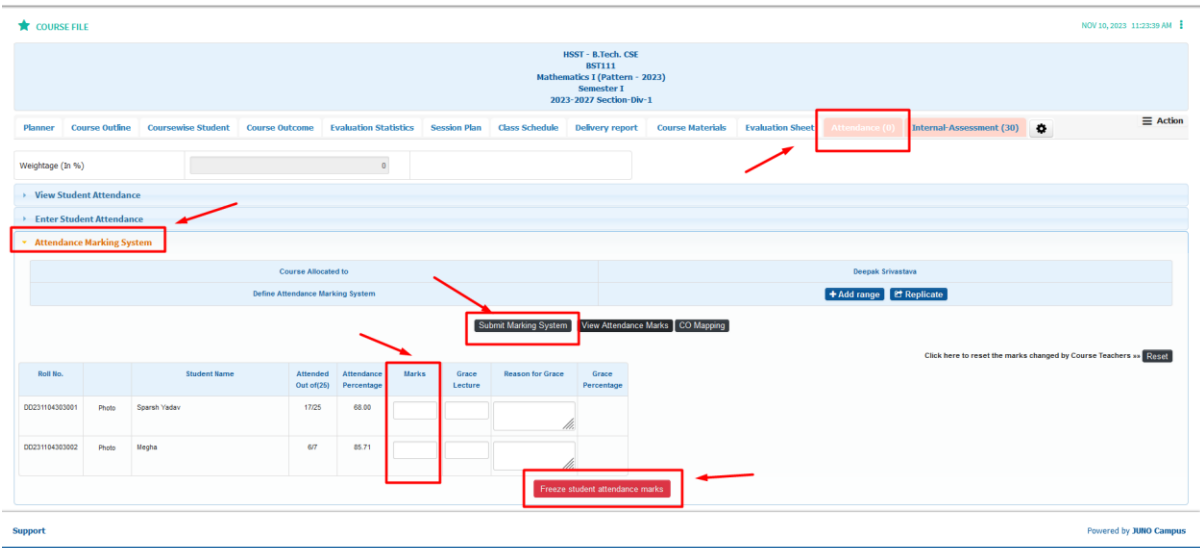 COURSE FILE
NOV 10, 2023 11:23:39 AM
HSST - B.Tech. CSE
BST111
Mathematics I (Pattern - 2023)
Semester I
2023-2027 Section-Div-1
Planner Course Outline Coursewise Student Course Outcome Evaluation Statistics Session Plan Class Schedule Delivery report Course Materials Evaluation Sheet Attendance (0) Internal-Assessment (30) Action
Weightage (In %) 0
View Student Attendance
Enter Student Attendance
Attendance Marking System
Course Allocated to Deepak Srivastava
Define Attendance Marking System + Add range Replicate
Submit Marking System View Attendance Marks CO Mapping
Click here to reset the marks changed by Course Teachers »» Reset
Roll No. Student Name Attended Out of(25) Attendance Percentage Marks Grace Lecture Reason for Grace Grace Percentage
DD231104303001 Photo Sparsh Yadav 17/25 68.00
DD231104303002 Photo Megha 6/7 85.71
Freeze student attendance marks
Support
Powered by JUNO Campus